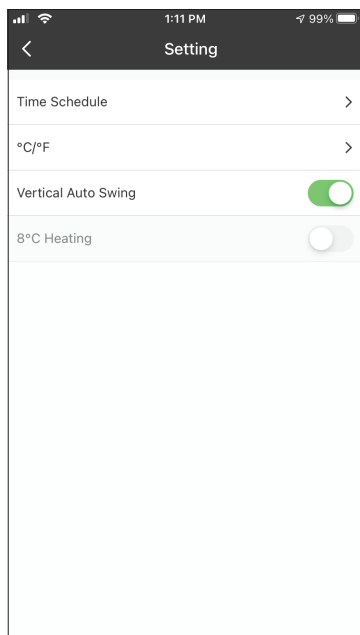 1:11 PM
99%
Setting
Time Schedule
°C/°F
Vertical Auto Swing
8°C Heating